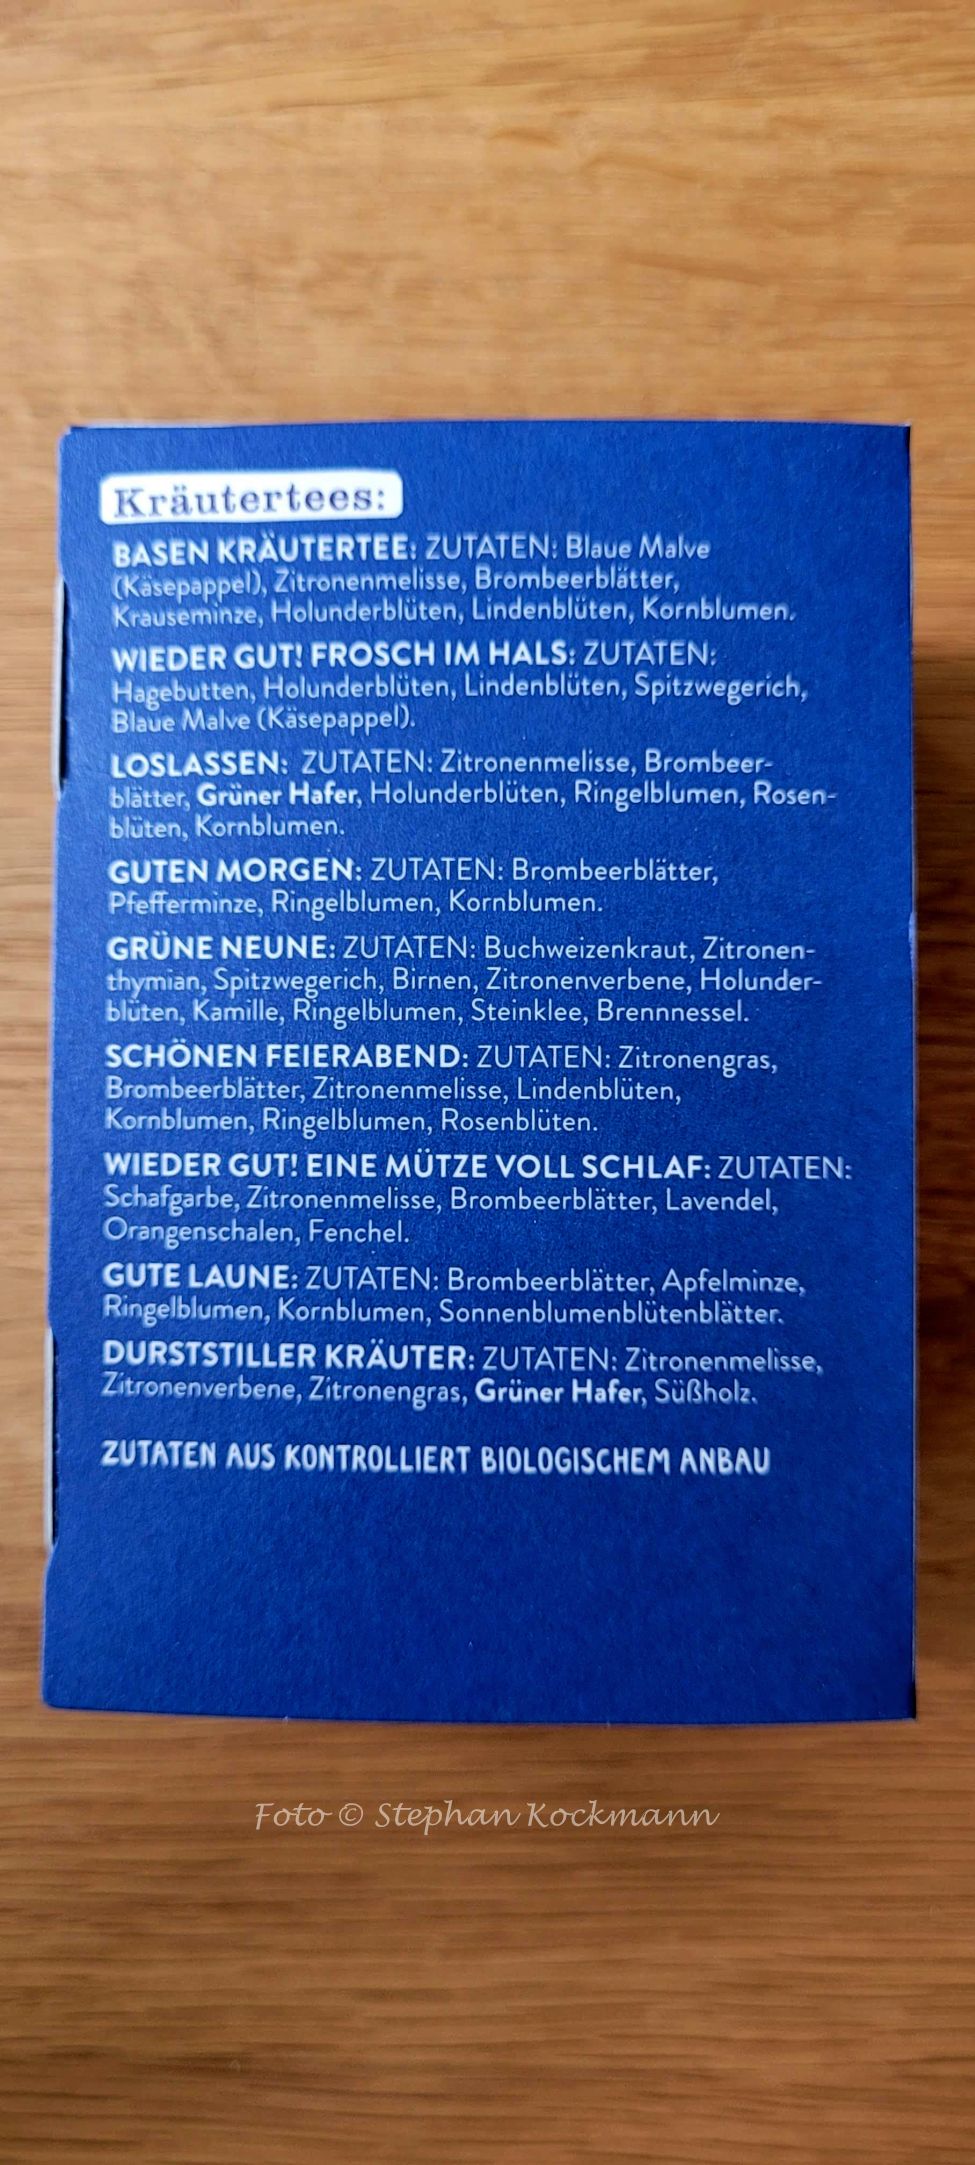 Kräutertees:
BASEN KRÄUTERTEE: ZUTATEN: Blaue Malve
(Käsepappel), Zitronenmelisse, Brombeerblätter,
Krauseminze, Holunderblüten, Lindenblüten, Kornblumen.
WIEDER GUT! FROSCH IM HALS: ZUTATEN:
Hagebutten, Holunderblüten, Lindenblüten, Spitzwegerich,
Blaue Malve (Käsepappel).
LOSLASSEN: ZUTATEN: Zitronenmelisse, Brombeer-
blätter, Grüner Hafer, Holunderblüten, Ringelblumen, Rosen-
blüten, Kornblumen.
GUTEN MORGEN: ZUTATEN: Brombeerblätter,
Pfefferminze, Ringelblumen, Kornblumen.
GRÜNE NEUNE: ZUTATEN: Buchweizenkraut, Zitronen-
thymian, Spitzwegerich, Birnen, Zitronenverbene, Holunder-
blüten, Kamille, Ringelblumen, Steinklee, Brennnessel.
SCHÖNEN FEIERABEND: ZUTATEN: Zitronengras,
Brombeerblätter, Zitronenmelisse, Lindenblüten,
Kornblumen, Ringelblumen, Rosenblüten.
WIEDER GUT! EINE MÜTZE VOLL SCHLAF: ZUTATEN:
Schafgarbe, Zitronenmelisse, Brombeerblätter, Lavendel,
Orangenschalen, Fenchel.
GUTE LAUNE: ZUTATEN: Brombeerblätter, Apfelminze,
Ringelblumen, Kornblumen, Sonnenblumenblütenblätter.
DURSTSTILLER KRÄUTER: ZUTATEN: Zitronenmelisse,
Zitronenverbene, Zitronengras, Grüner Hafer, Süßholz.
ZUTATEN AUS KONTROLLIERT BIOLOGISCHEM ANBAU
Foto © Stephan Kockmann